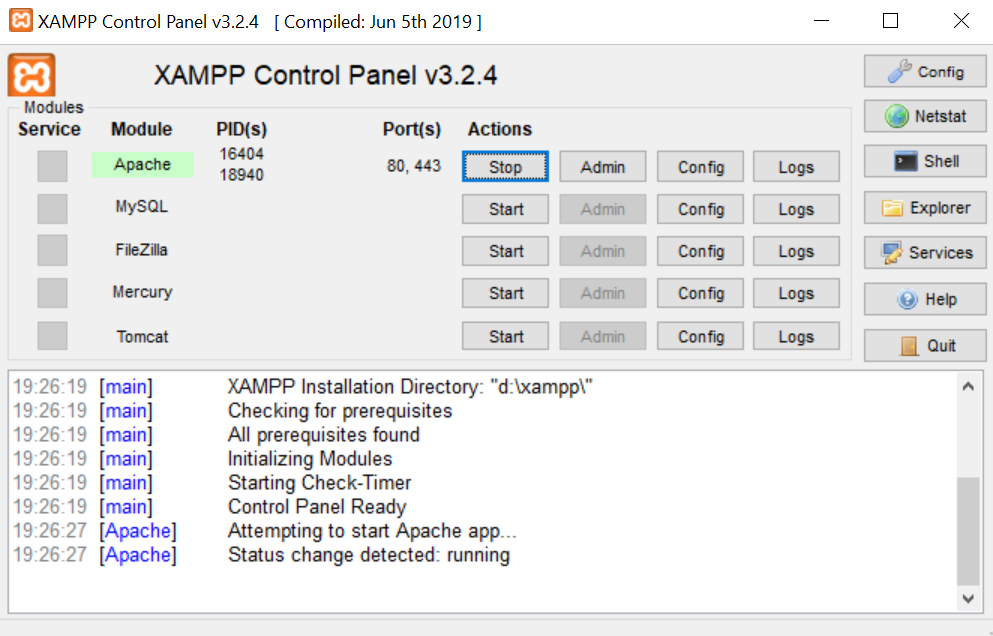 XAMPP Control Panel v3.2.4 [ Compiled: Jun 5th 2019 ]
XAMPP Control Panel v3.2.4
Config
Modules
Service Module PID(s) Port(s) Actions
Netstat
Apache 16404 18940 80, 443 Stop Admin Config Logs
Shell
MySQL Start Admin Config Logs
Explorer
FileZilla Start Admin Config Logs
Services
Mercury Start Admin Config Logs
Help
Tomcat Start Admin Config Logs
Quit
19:26:19 [main] XAMPP Installation Directory: "d:\xampp\"
19:26:19 [main] Checking for prerequisites
19:26:19 [main] All prerequisites found
19:26:19 [main] Initializing Modules
19:26:19 [main] Starting Check-Timer
19:26:19 [main] Control Panel Ready
19:26:27 [Apache] Attempting to start Apache app...
19:26:27 [Apache] Status change detected: running